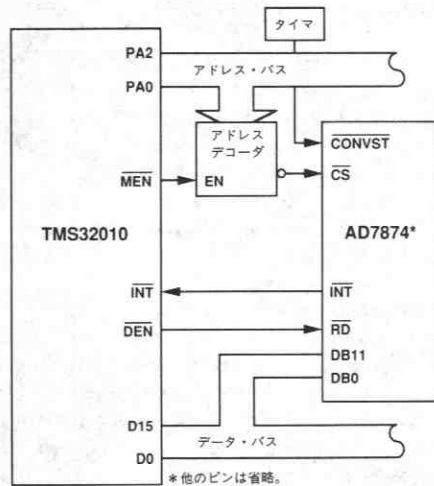 タイマ
PA2
アドレス・バス
PA0
アドレス
デコーダ
CONVST
MEN
EN
CS
TMS32010
AD7874*
INT
INT
DEN
RD
DB11
DB0
D15
データ・バス
D0
*他のピンは省略。